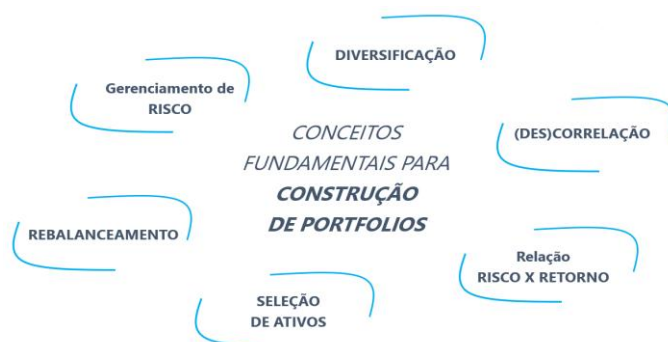 DIVERSIFICAÇÃO
Gerenciamento de
RISCO
CONCEITOS
FUNDAMENTAIS PARA
CONSTRUÇÃO
DE PORTFOLIOS
(DES)CORRELAÇÃO
REBALANCEAMENTO
Relação
RISCO X RETORNO
SELEÇÃO
DE ATIVOS